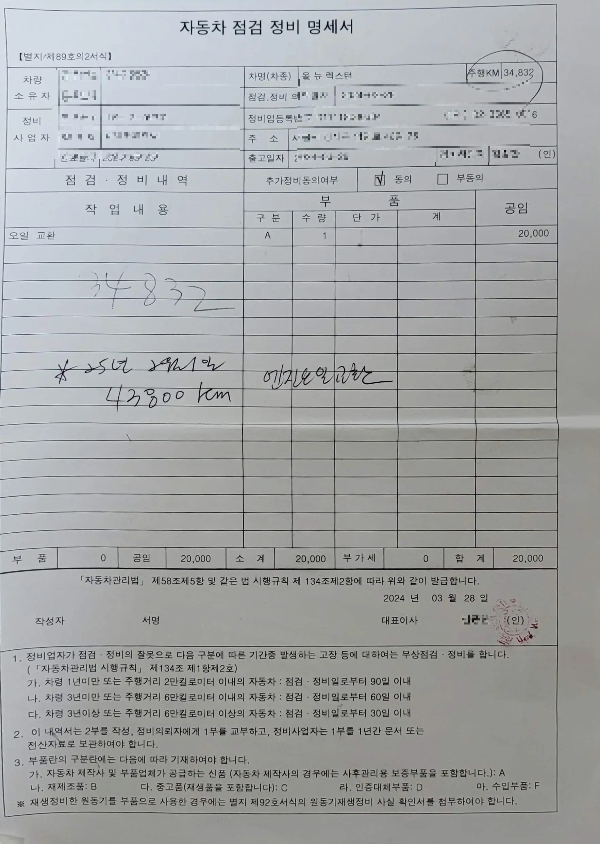 자동차 점검 정비 명세서
【별지/제89호의2서식】
차량 차명(차종) 올 뉴 렉스턴 주행KM 34,832
소유자 점검.정비
정비 정비업등록번
사업자 주 소
출고일자 (인)
점검 · 정비 내역 추가정비동의여부 ☑ 동의 ☐ 부동의
작업내용 부품 공임
구분 수량 단가 계
오일 교환 A 1 20,000
34832
* 25년 2월21일 엔진오일교환
43800 km
부품 0 공임 20,000 소계 20,000 부가세 0 합계 20,000
「자동차관리법」 제58조제5항 및 같은 법 시행규칙 제 134조제2항에 따라 위와 같이 발급합니다.
2024 년 03 월 28 일
작성자 서명 대표이사 (인)
1. 정비업자가 점검 · 정비의 잘못으로 다음 구분에 따른 기간중 발생하는 고장 등에 대하여는 무상점검 · 정비를 합니다.
(「자동차관리법 시행규칙」 제134조 제1항제2호)
가. 차령 1년미만 또는 주행거리 2만킬로미터 이내의 자동차 : 점검 · 정비일로부터 90일 이내
나. 차령 3년미만 또는 주행거리 6만킬로미터 이내의 자동차 : 점검 · 정비일로부터 60일 이내
다. 차령 3년이상 또는 주행거리 6만킬로미터 이상의 자동차 : 점검 · 정비일로부터 30일 이내
2. 이 내역서는 2부를 작성, 정비의뢰자에게 1부를 교부하고, 정비사업자는 1부를 1년간 문서 또는
전산자료로 보관하여야 합니다.
3. 부품란의 구분란에는 다음에 따라 기재하여야 합니다.
가. 자동차 제작사 및 부품업체가 공급하는 신품 (자동차 제작사의 경우에는 사후관리용 보증부품을 포함합니다.): A
나. 재제조품: B 다. 중고품(재생품을 포함합니다): C 라. 인증대체부품: D 마. 수입부품: F
※ 재생정비한 원동기를 부품으로 사용한 경우에는 별지 제92호서식의 원동기재생정비 사실 확인서를 첨부하여야 합니다.